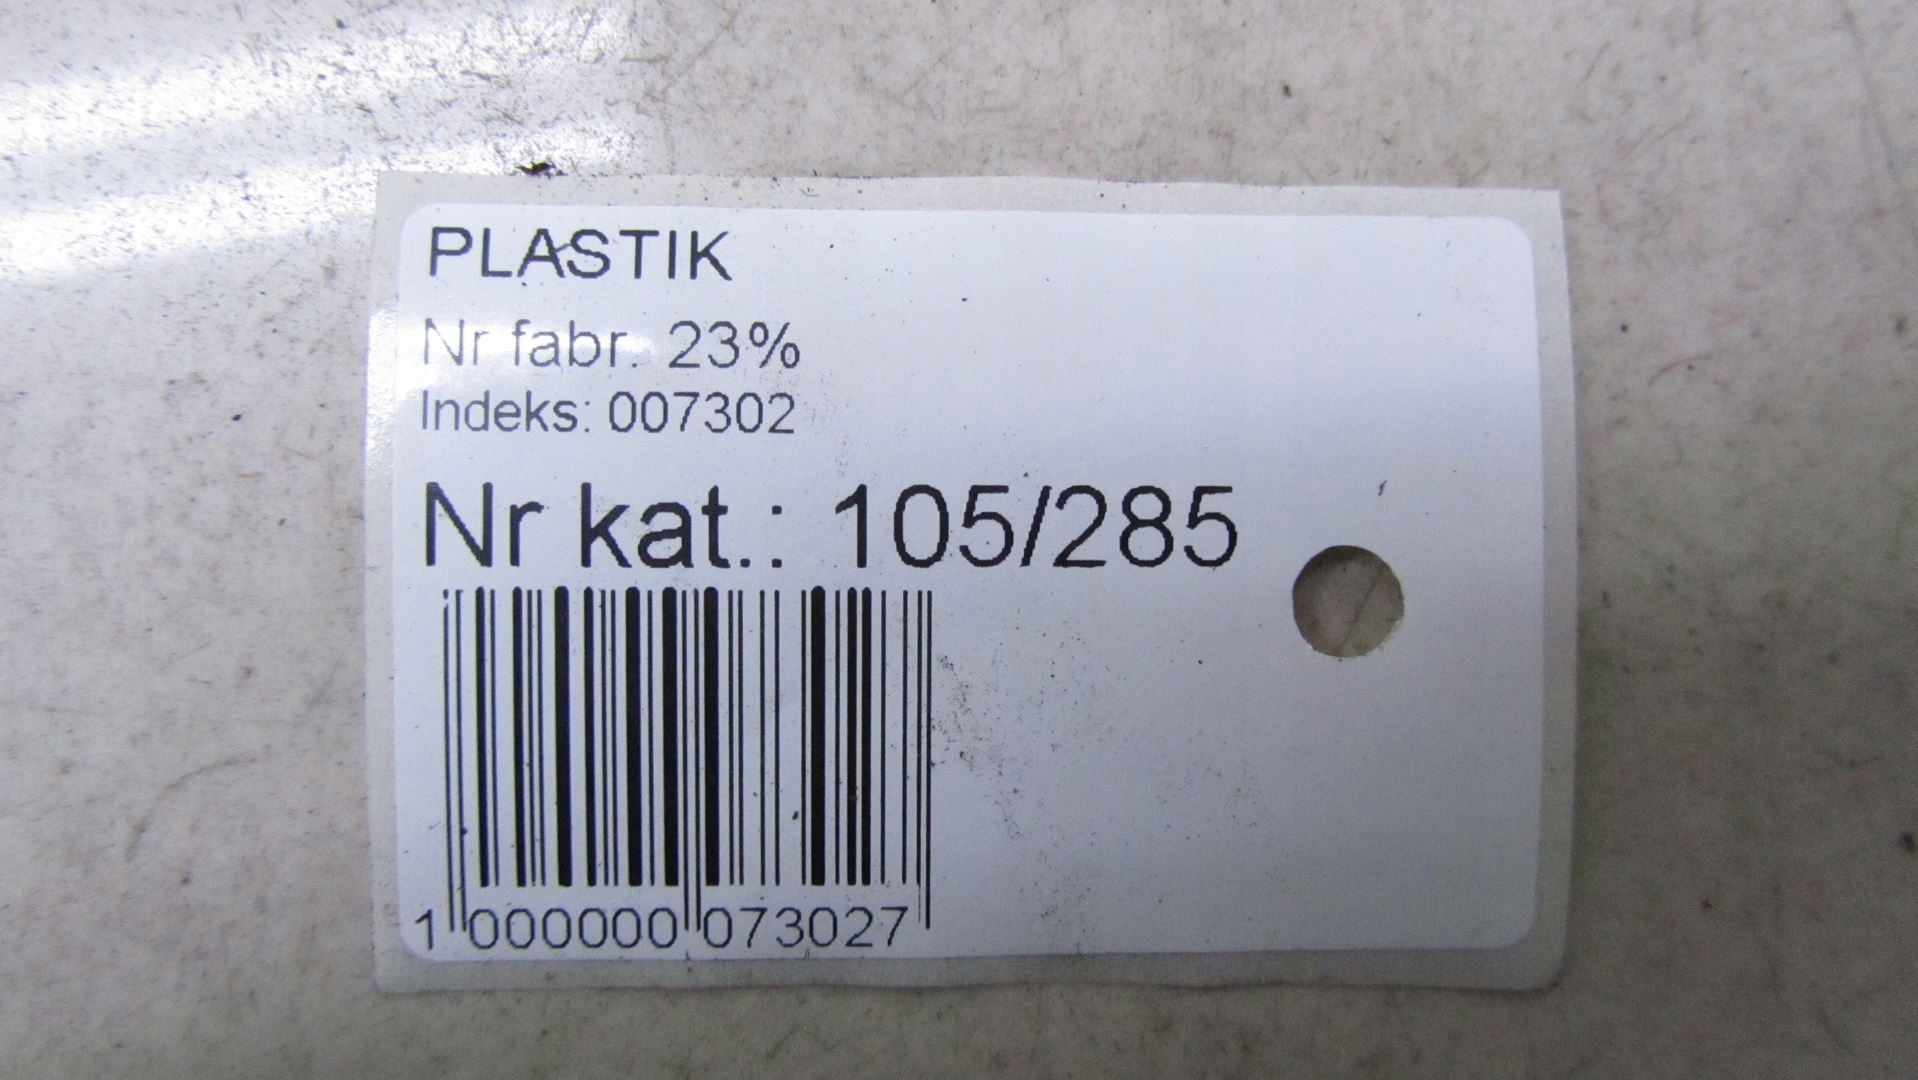 PLASTIK
Nr fabr. 23%
Indeks: 007302
Nr kat.: 105/285
1 000000 073027